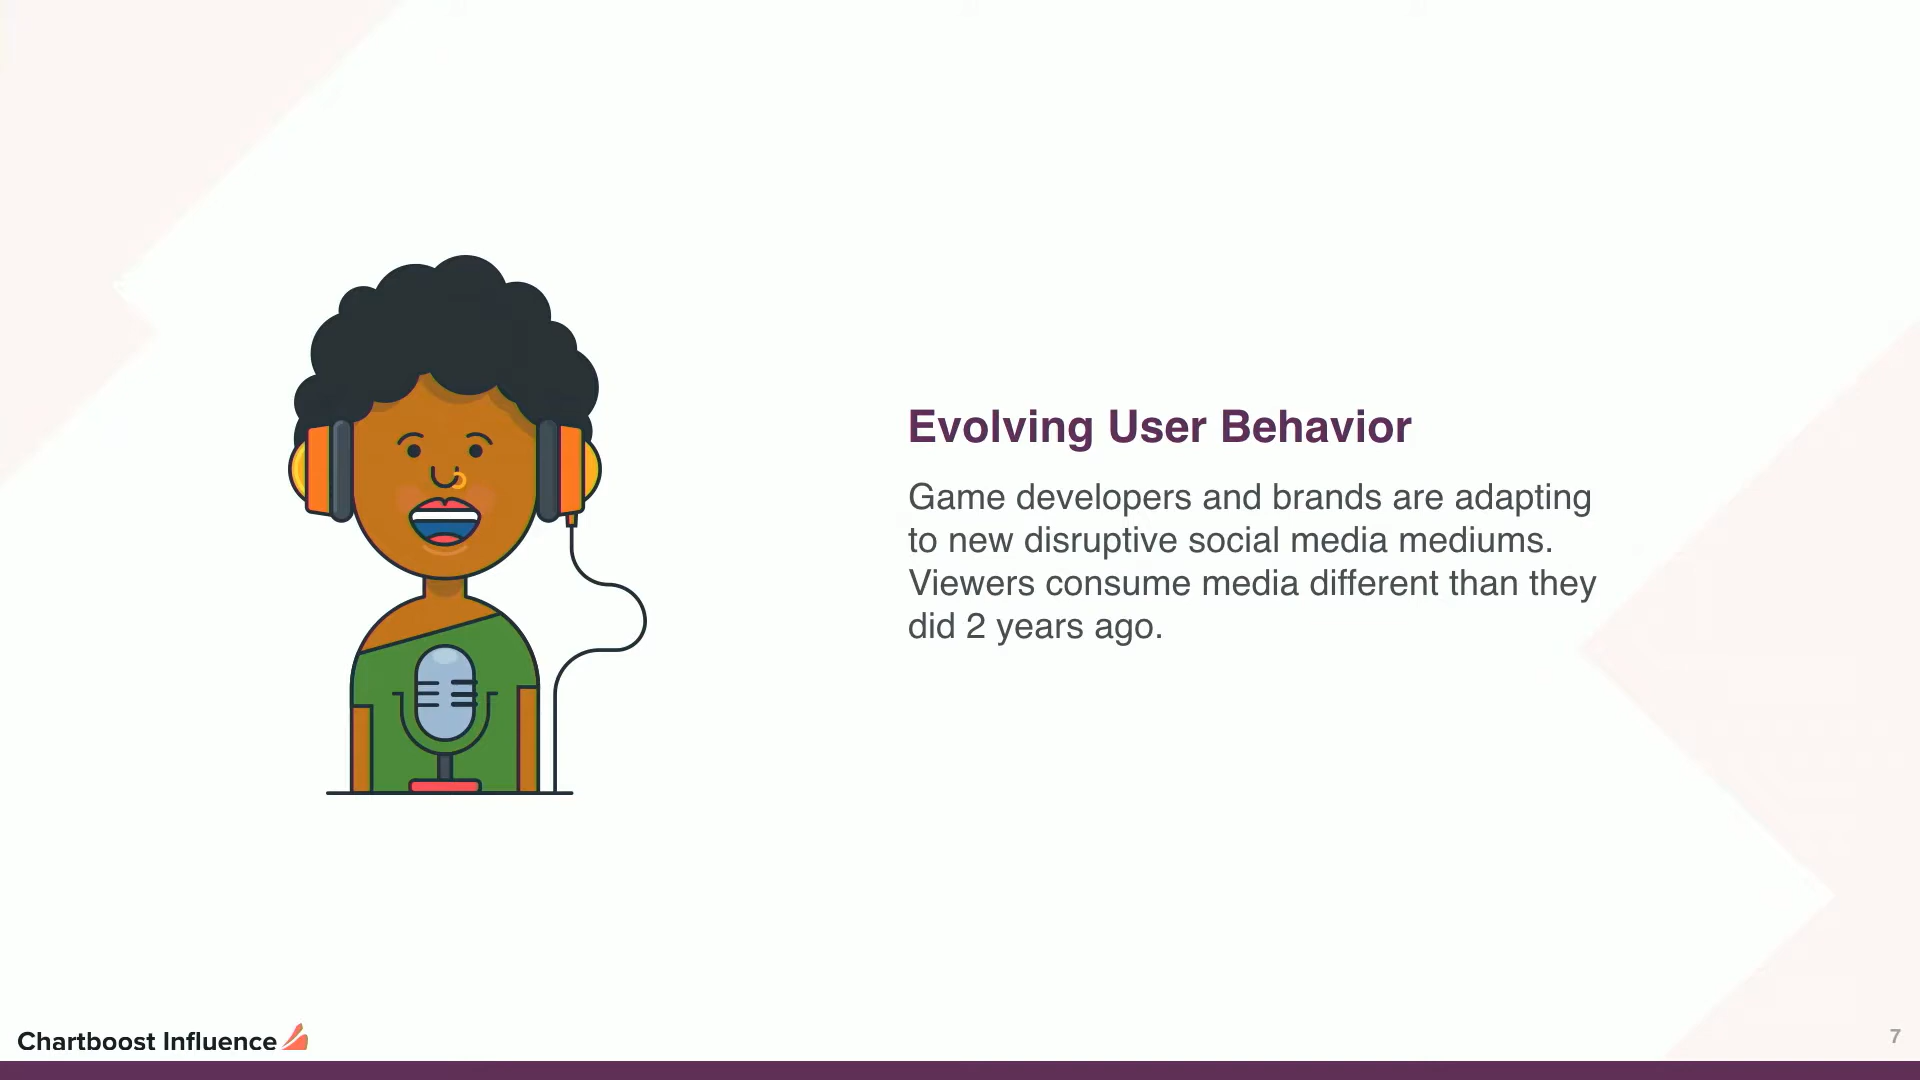 Evolving User Behavior
Game developers and brands are adapting
to new disruptive social media mediums.
Viewers consume media different than they
did 2 years ago.
Chartboost Influence
7